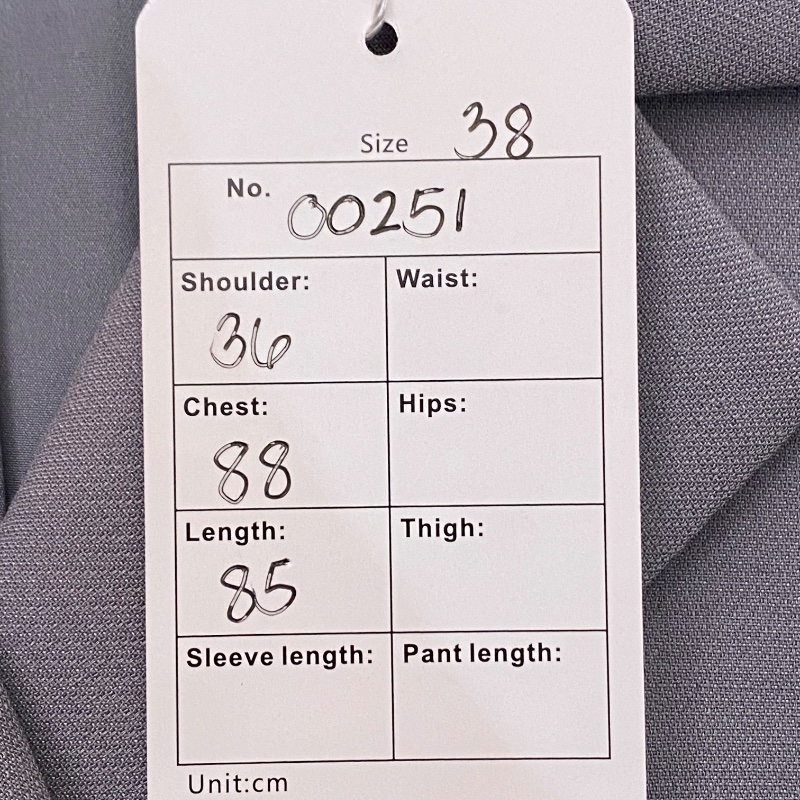 Size 38
No. 00251
Shoulder: Waist:
36
Chest: Hips:
88
Length: Thigh:
85
Sleeve length: Pant length:
Unit:cm